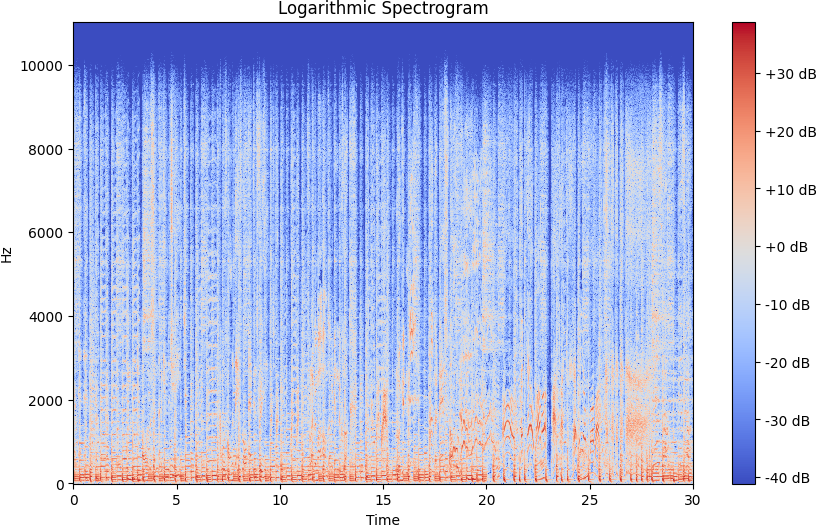 Logarithmic Spectrogram
Hz
10000
8000
6000
4000
2000
0
0 5 10 15 20 25 30
Time
+30 dB
+20 dB
+10 dB
+0 dB
-10 dB
-20 dB
-30 dB
-40 dB